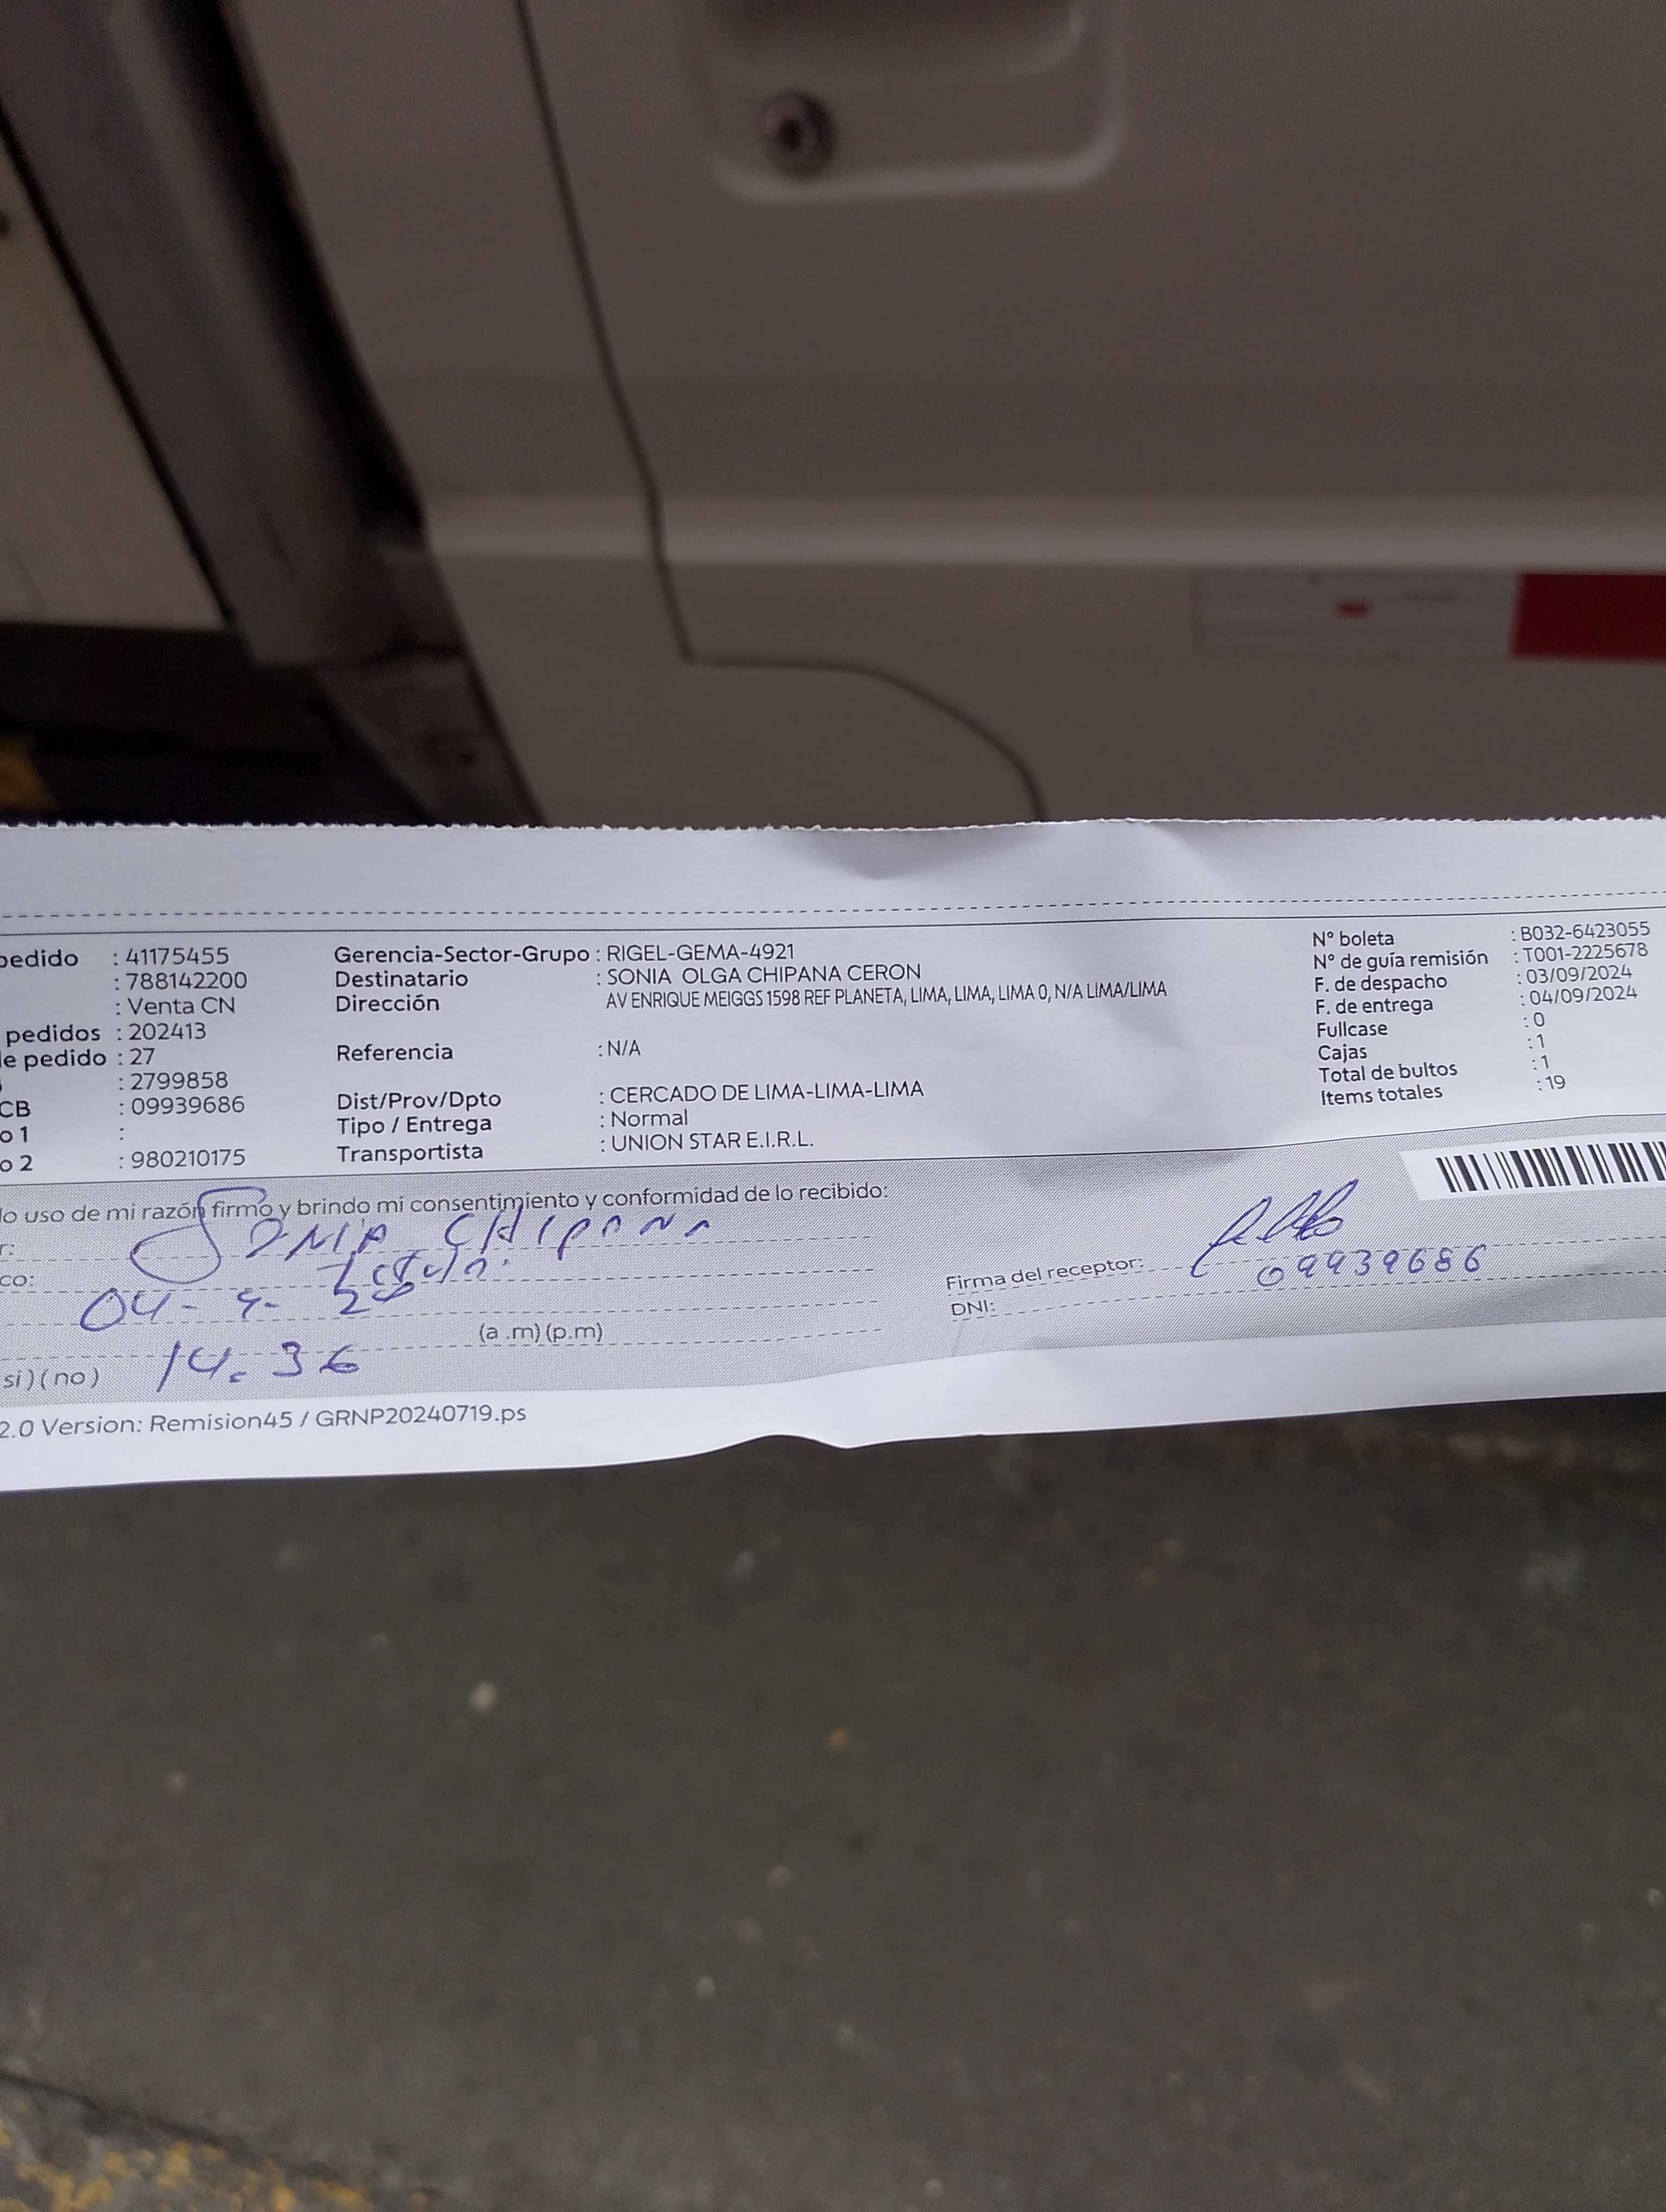 pedido : 41175455 Gerencia-Sector-Grupo : RIGEL-GEMA-4921 N° boleta : B032-6423055
: 788142200 Destinatario : SONIA OLGA CHIPANA CERON N° de guía remisión : T001-2225678
: Venta CN Dirección AV ENRIQUE MEIGGS 1598 REF PLANETA, LIMA, LIMA, LIMA 0, N/A LIMA/LIMA F. de despacho : 03/09/2024
F. de entrega : 04/09/2024
pedidos : 202413 Fullcase : 0
e pedido : 27 Referencia : N/A Cajas : 1
: 2799858 Total de bultos : 1
CB : 09939686 Dist/Prov/Dpto : CERCADO DE LIMA-LIMA-LIMA Items totales : 19
o 1 : Tipo / Entrega : Normal
o 2 : 980210175 Transportista : UNION STAR E.I.R.L.
lo uso de mi razón firmo y brindo mi consentimiento y conformidad de lo recibido:
r: SONIA CHIPANA
co: Firma del receptor:
04- 9- DNI: 09939686
(a .m) (p.m)
si ) ( no ) 14.36
2.0 Version: Remision45 / GRNP20240719.ps